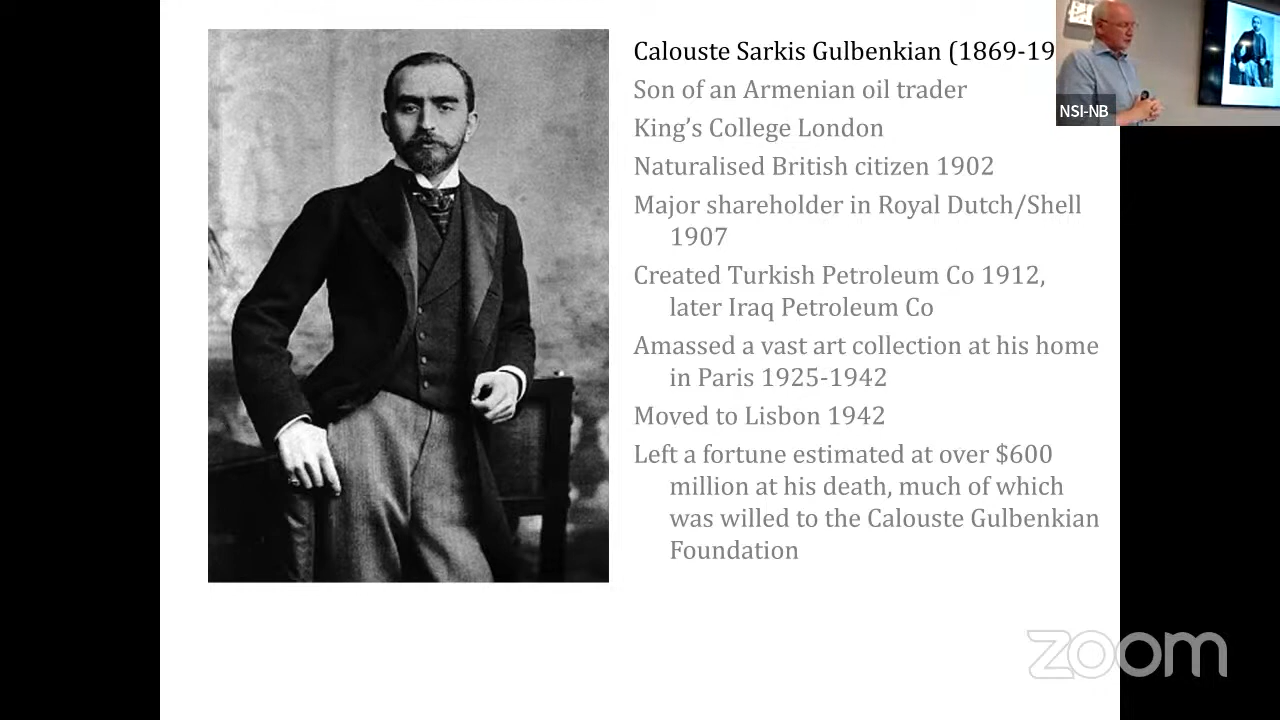 Calouste Sarkis Gulbenkian (1869-19
Son of an Armenian oil trader
King's College London
Naturalised British citizen 1902
Major shareholder in Royal Dutch/Shell
1907
Created Turkish Petroleum Co 1912,
later Iraq Petroleum Co
Amassed a vast art collection at his home
in Paris 1925-1942
Moved to Lisbon 1942
Left a fortune estimated at over $600
million at his death, much of which
was willed to the Calouste Gulbenkian
Foundation
NSI-NB
zoom